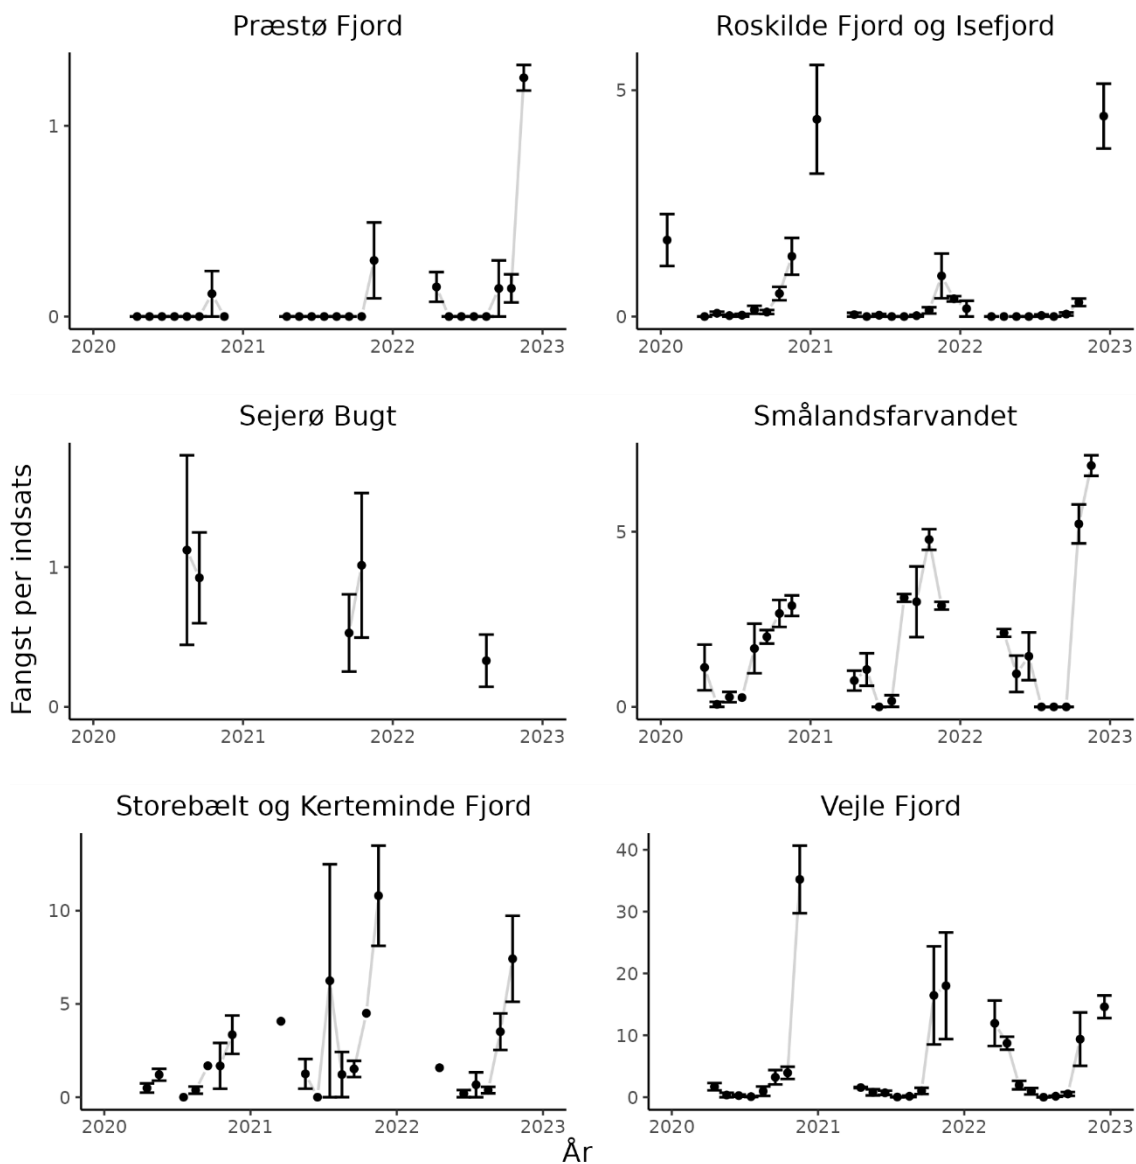 Præstø Fjord
Roskilde Fjord og Isefjord
1
0
2020 2021 2022 2023
5
0
2020 2021 2022 2023
Sejerø Bugt
Smålandsfarvandet
Fangst per indsats
1
0
2020 2021 2022 2023
5
0
2020 2021 2022 2023
Storebælt og Kerteminde Fjord
Vejle Fjord
10
5
0
2020 2021 2022 2023
40
30
20
10
0
2020 2021 2022 2023
År